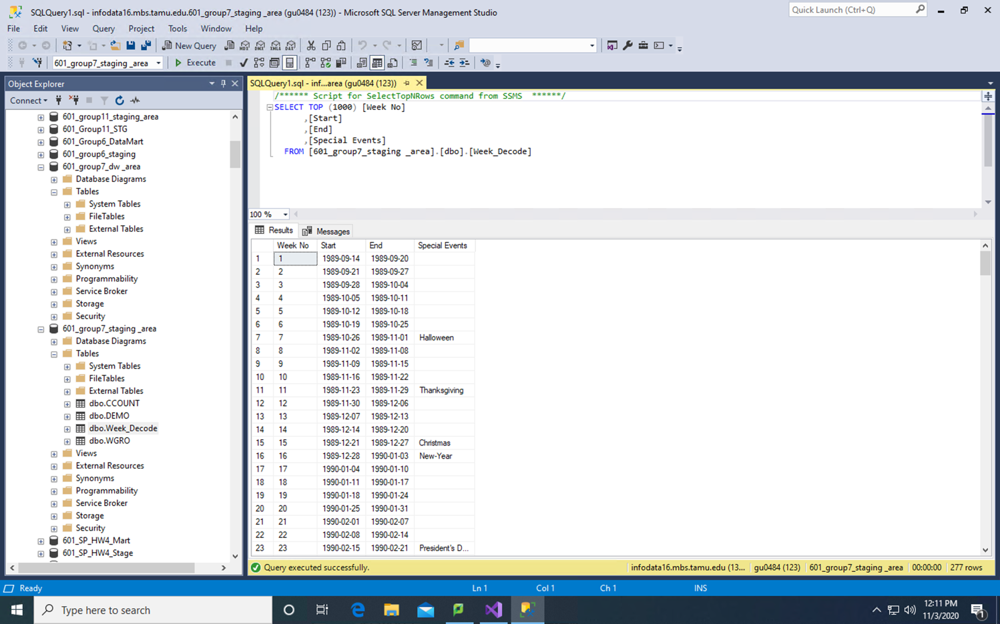 SQLQuery1.sql - infodata16.mbs.tamu.edu.601_group7_staging _area (gu0484 (123)) - Microsoft SQL Server Management Studio
Quick Launch (Ctrl+Q)
File Edit View Query Project Tools Window Help
New Query
601_group7_staging _area
Execute
Object Explorer
Connect
601_group11_staging_area
601_Group11_STG
601_Group6_DataMart
601_group6_staging
601_group7_dw _area
Database Diagrams
Tables
System Tables
FileTables
External Tables
Views
External Resources
Synonyms
Programmability
Service Broker
Storage
Security
601_group7_staging _area
Database Diagrams
Tables
System Tables
FileTables
External Tables
dbo.CCOUNT
dbo.DEMO
dbo.Week_Decode
dbo.WGRO
Views
External Resources
Synonyms
Programmability
Service Broker
Storage
Security
601_SP_HW4_Mart
601_SP_HW4_Stage
SQLQuery1.sql - inf...area (gu0484 (123))
/****** Script for SelectTopNRows command from SSMS ******/
SELECT TOP (1000) [Week No]
,[Start]
,[End]
,[Special Events]
FROM [601_group7_staging _area].[dbo].[Week_Decode]
100 %
Results Messages
Week No Start End Special Events
1 1 1989-09-14 1989-09-20
2 2 1989-09-21 1989-09-27
3 3 1989-09-28 1989-10-04
4 4 1989-10-05 1989-10-11
5 5 1989-10-12 1989-10-18
6 6 1989-10-19 1989-10-25
7 7 1989-10-26 1989-11-01 Halloween
8 8 1989-11-02 1989-11-08
9 9 1989-11-09 1989-11-15
10 10 1989-11-16 1989-11-22
11 11 1989-11-23 1989-11-29 Thanksgiving
12 12 1989-11-30 1989-12-06
13 13 1989-12-07 1989-12-13
14 14 1989-12-14 1989-12-20
15 15 1989-12-21 1989-12-27 Christmas
16 16 1989-12-28 1990-01-03 New-Year
17 17 1990-01-04 1990-01-10
18 18 1990-01-11 1990-01-17
19 19 1990-01-18 1990-01-24
20 20 1990-01-25 1990-01-31
21 21 1990-02-01 1990-02-07
22 22 1990-02-08 1990-02-14
23 23 1990-02-15 1990-02-21 President's D...
Query executed successfully.
infodata16.mbs.tamu.edu (13... gu0484 (123) 601_group7_staging _area 00:00:00 277 rows
Ready Ln 1 Col 1 Ch 1 INS
Type here to search
12:11 PM
11/3/2020
1